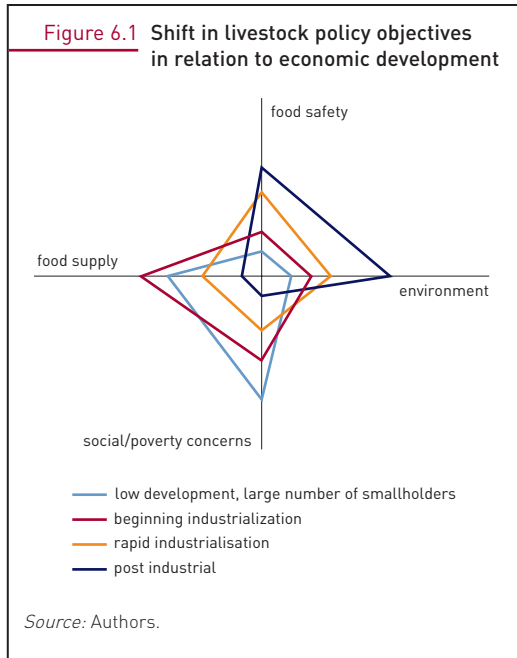 Figure 6.1 Shift in livestock policy objectives
in relation to economic development
food safety
food supply
environment
social/poverty concerns
low development, large number of smallholders
beginning industrialization
rapid industrialisation
post industrial
Source: Authors.